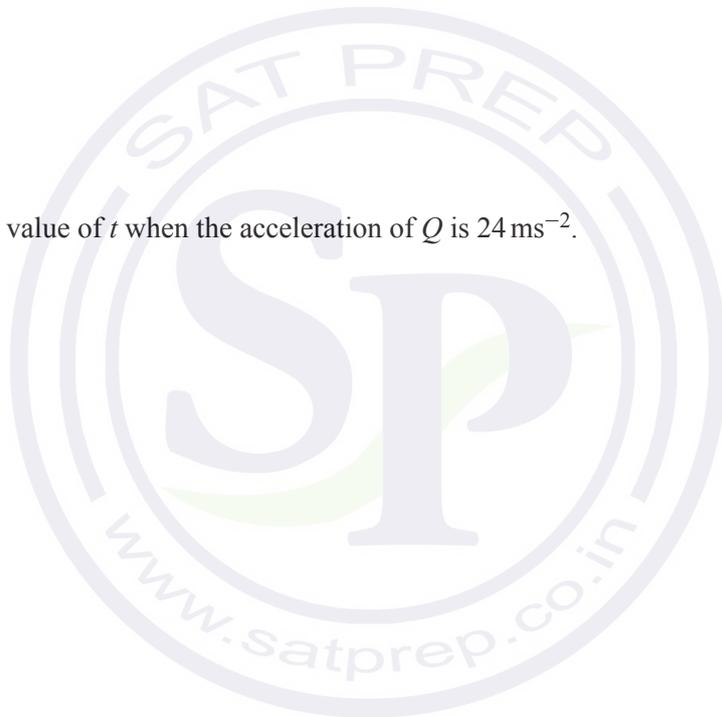 SAT PREP
value of t when the acceleration of Q is 24 ms⁻².
SP
www.satprep.co.in